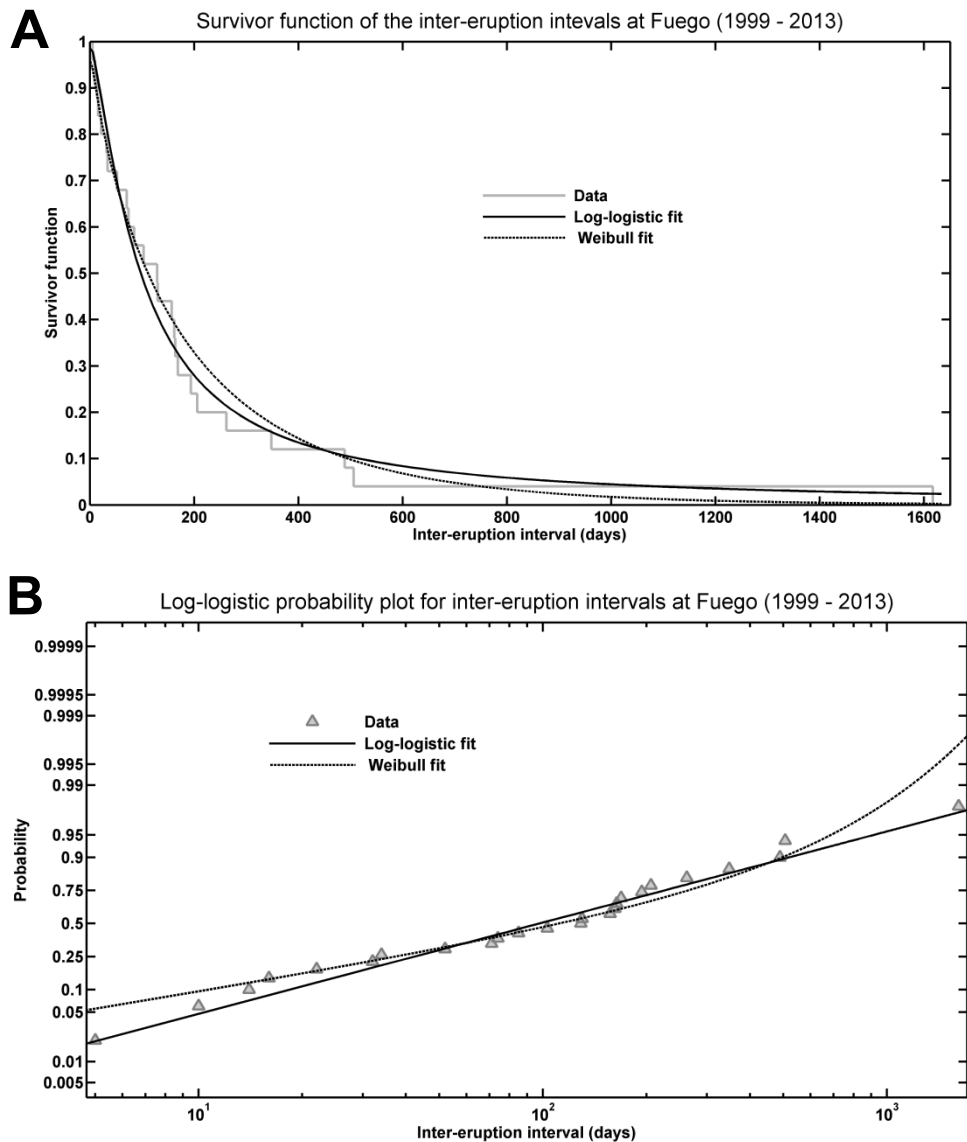 A
Survivor function of the inter-eruption intevals at Fuego (1999 - 2013)
1
0.9
0.8
0.7
0.6
0.5
0.4
0.3
0.2
0.1
0
Survivor function
Data
Log-logistic fit
Weibull fit
0 200 400 600 800 1000 1200 1400 1600
Inter-eruption interval (days)
B
Log-logistic probability plot for inter-eruption intervals at Fuego (1999 - 2013)
0.9999
0.9995
0.999
0.995
0.99
0.95
0.9
0.75
0.5
0.25
0.1
0.05
0.01
0.005
Probability
Data
Log-logistic fit
Weibull fit
10¹ 10² 10³
Inter-eruption interval (days)